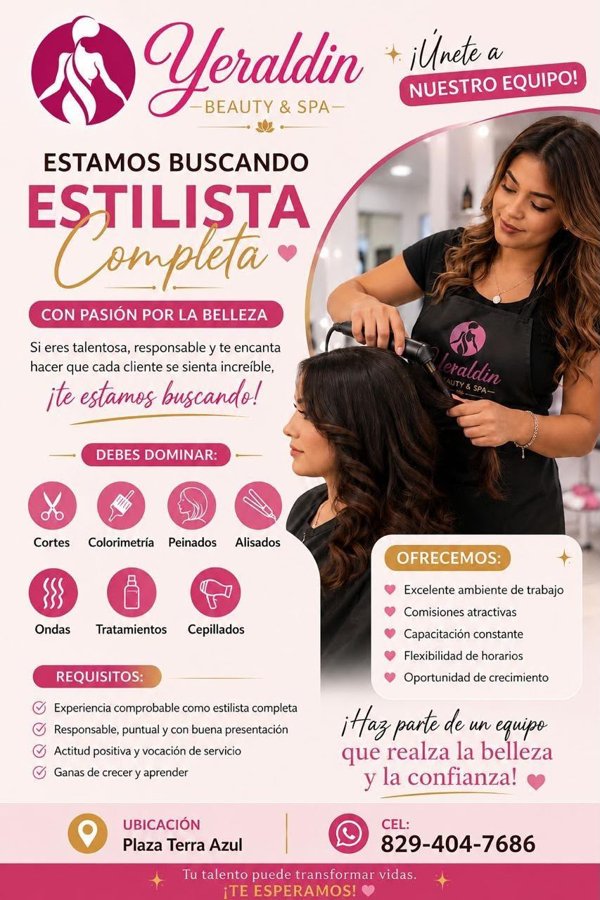 Yeraldin
BEAUTY & SPA
¡Únete a
NUESTRO EQUIPO!
ESTAMOS BUSCANDO
ESTILISTA
Completa
CON PASIÓN POR LA BELLEZA
Si eres talentosa, responsable y te encanta
hacer que cada cliente se sienta increíble,
¡te estamos buscando!
Yeraldin
BEAUTY & SPA
DEBES DOMINAR:
Cortes
Colorimetría
Peinados
Alisados
Ondas
Tratamientos
Cepillados
OFRECEMOS:
Excelente ambiente de trabajo
Comisiones atractivas
Capacitación constante
Flexibilidad de horarios
Oportunidad de crecimiento
REQUISITOS:
Experiencia comprobable como estilista completa
Responsable, puntual y con buena presentación
Actitud positiva y vocación de servicio
Ganas de crecer y aprender
¡Haz parte de un equipo
que realza la belleza
y la confianza!
UBICACIÓN
Plaza Terra Azul
CEL:
829-404-7686
Tu talento puede transformar vidas.
¡TE ESPERAMOS!